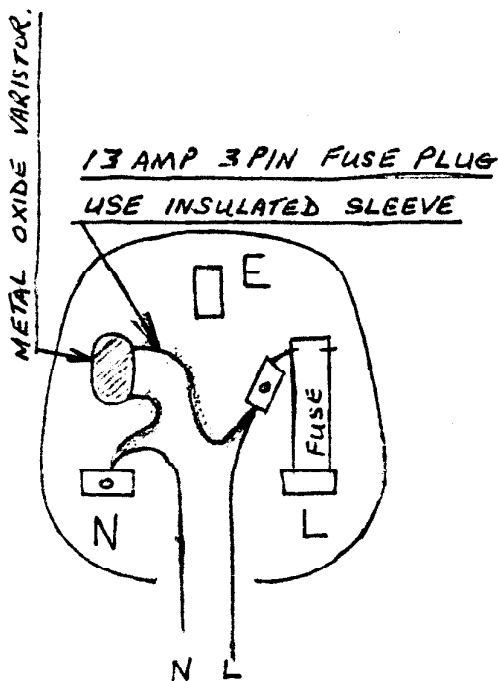 METAL OXIDE VARISTOR.
13 AMP 3 PIN FUSE PLUG
USE INSULATED SLEEVE
E
FUSE
N
L
N L